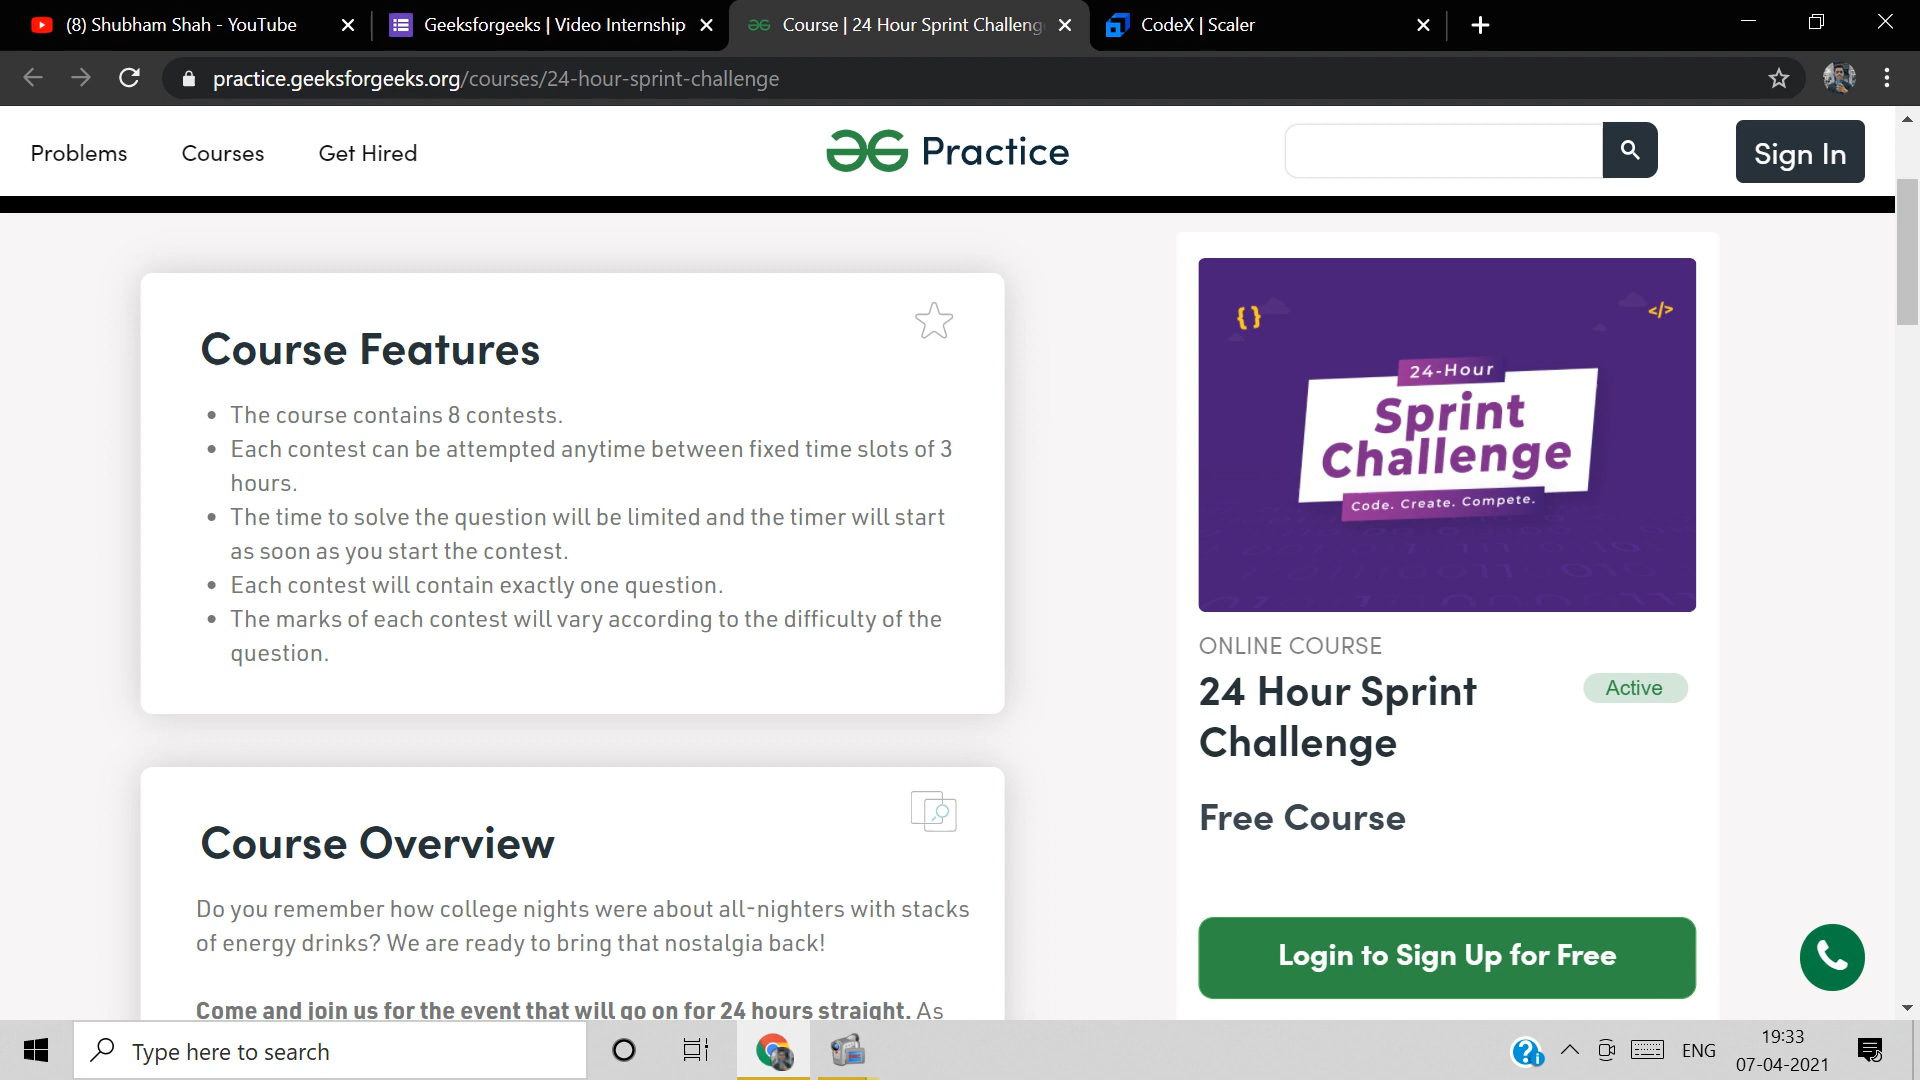 (8) Shubham Shah - YouTube
Geeksforgeeks | Video Internship
Course | 24 Hour Sprint Challeng
CodeX | Scaler
practice.geeksforgeeks.org/courses/24-hour-sprint-challenge
Problems
Courses
Get Hired
Practice
Sign In
Course Features
• The course contains 8 contests.
• Each contest can be attempted anytime between fixed time slots of 3
hours.
• The time to solve the question will be limited and the timer will start
as soon as you start the contest.
• Each contest will contain exactly one question.
• The marks of each contest will vary according to the difficulty of the
question.
Course Overview
Do you remember how college nights were about all-nighters with stacks
of energy drinks? We are ready to bring that nostalgia back!
Come and join us for the event that will go on for 24 hours straight. As
{ }
</>
24-Hour
Sprint
Challenge
Code. Create. Compete.
ONLINE COURSE
24 Hour Sprint
Challenge
Active
Free Course
Login to Sign Up for Free
Type here to search
ENG
19:33
07-04-2021